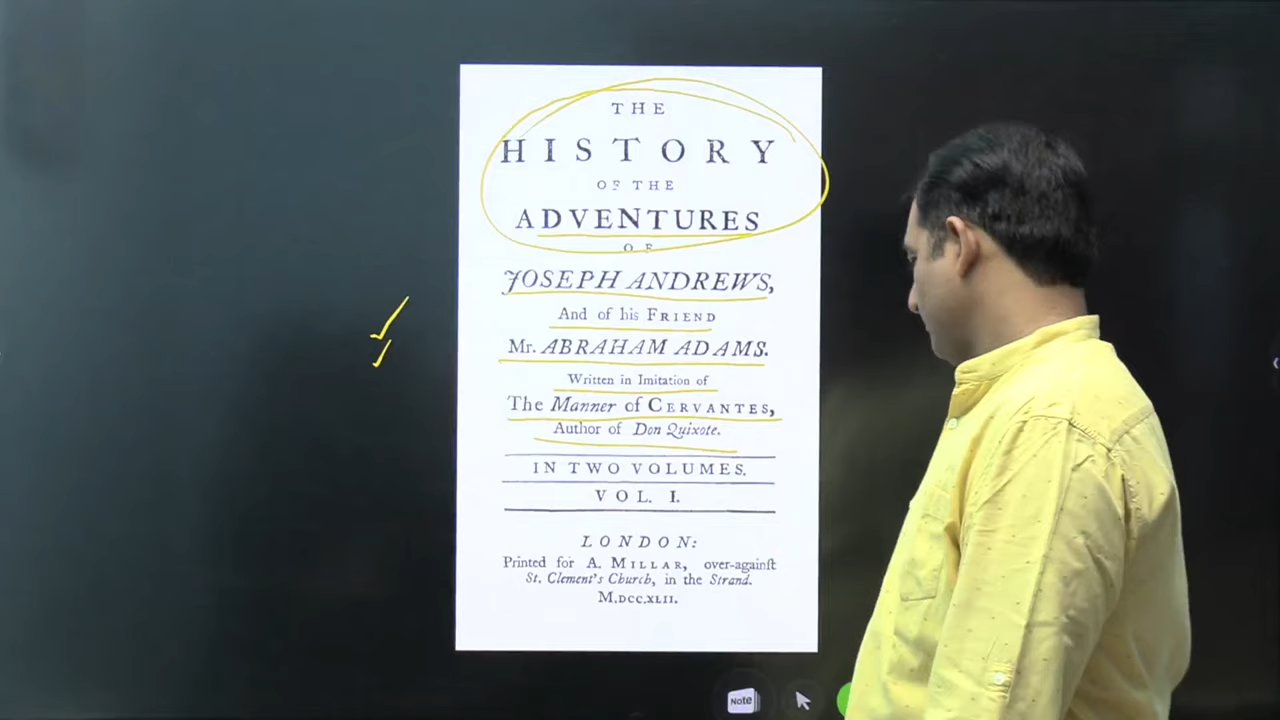 THE
HISTORY
OF THE
ADVENTURES
OF
JOSEPH ANDREWS,
And of his FRIEND
Mr. ABRAHAM ADAMS.
Written in Imitation of
The Manner of CERVANTES,
Author of Don Quixote.
IN TWO VOLUMES.
VOL. I.
LONDON:
Printed for A. MILLAR, over-against
St. Clement's Church, in the Strand.
M.DCC.XLII.
Note